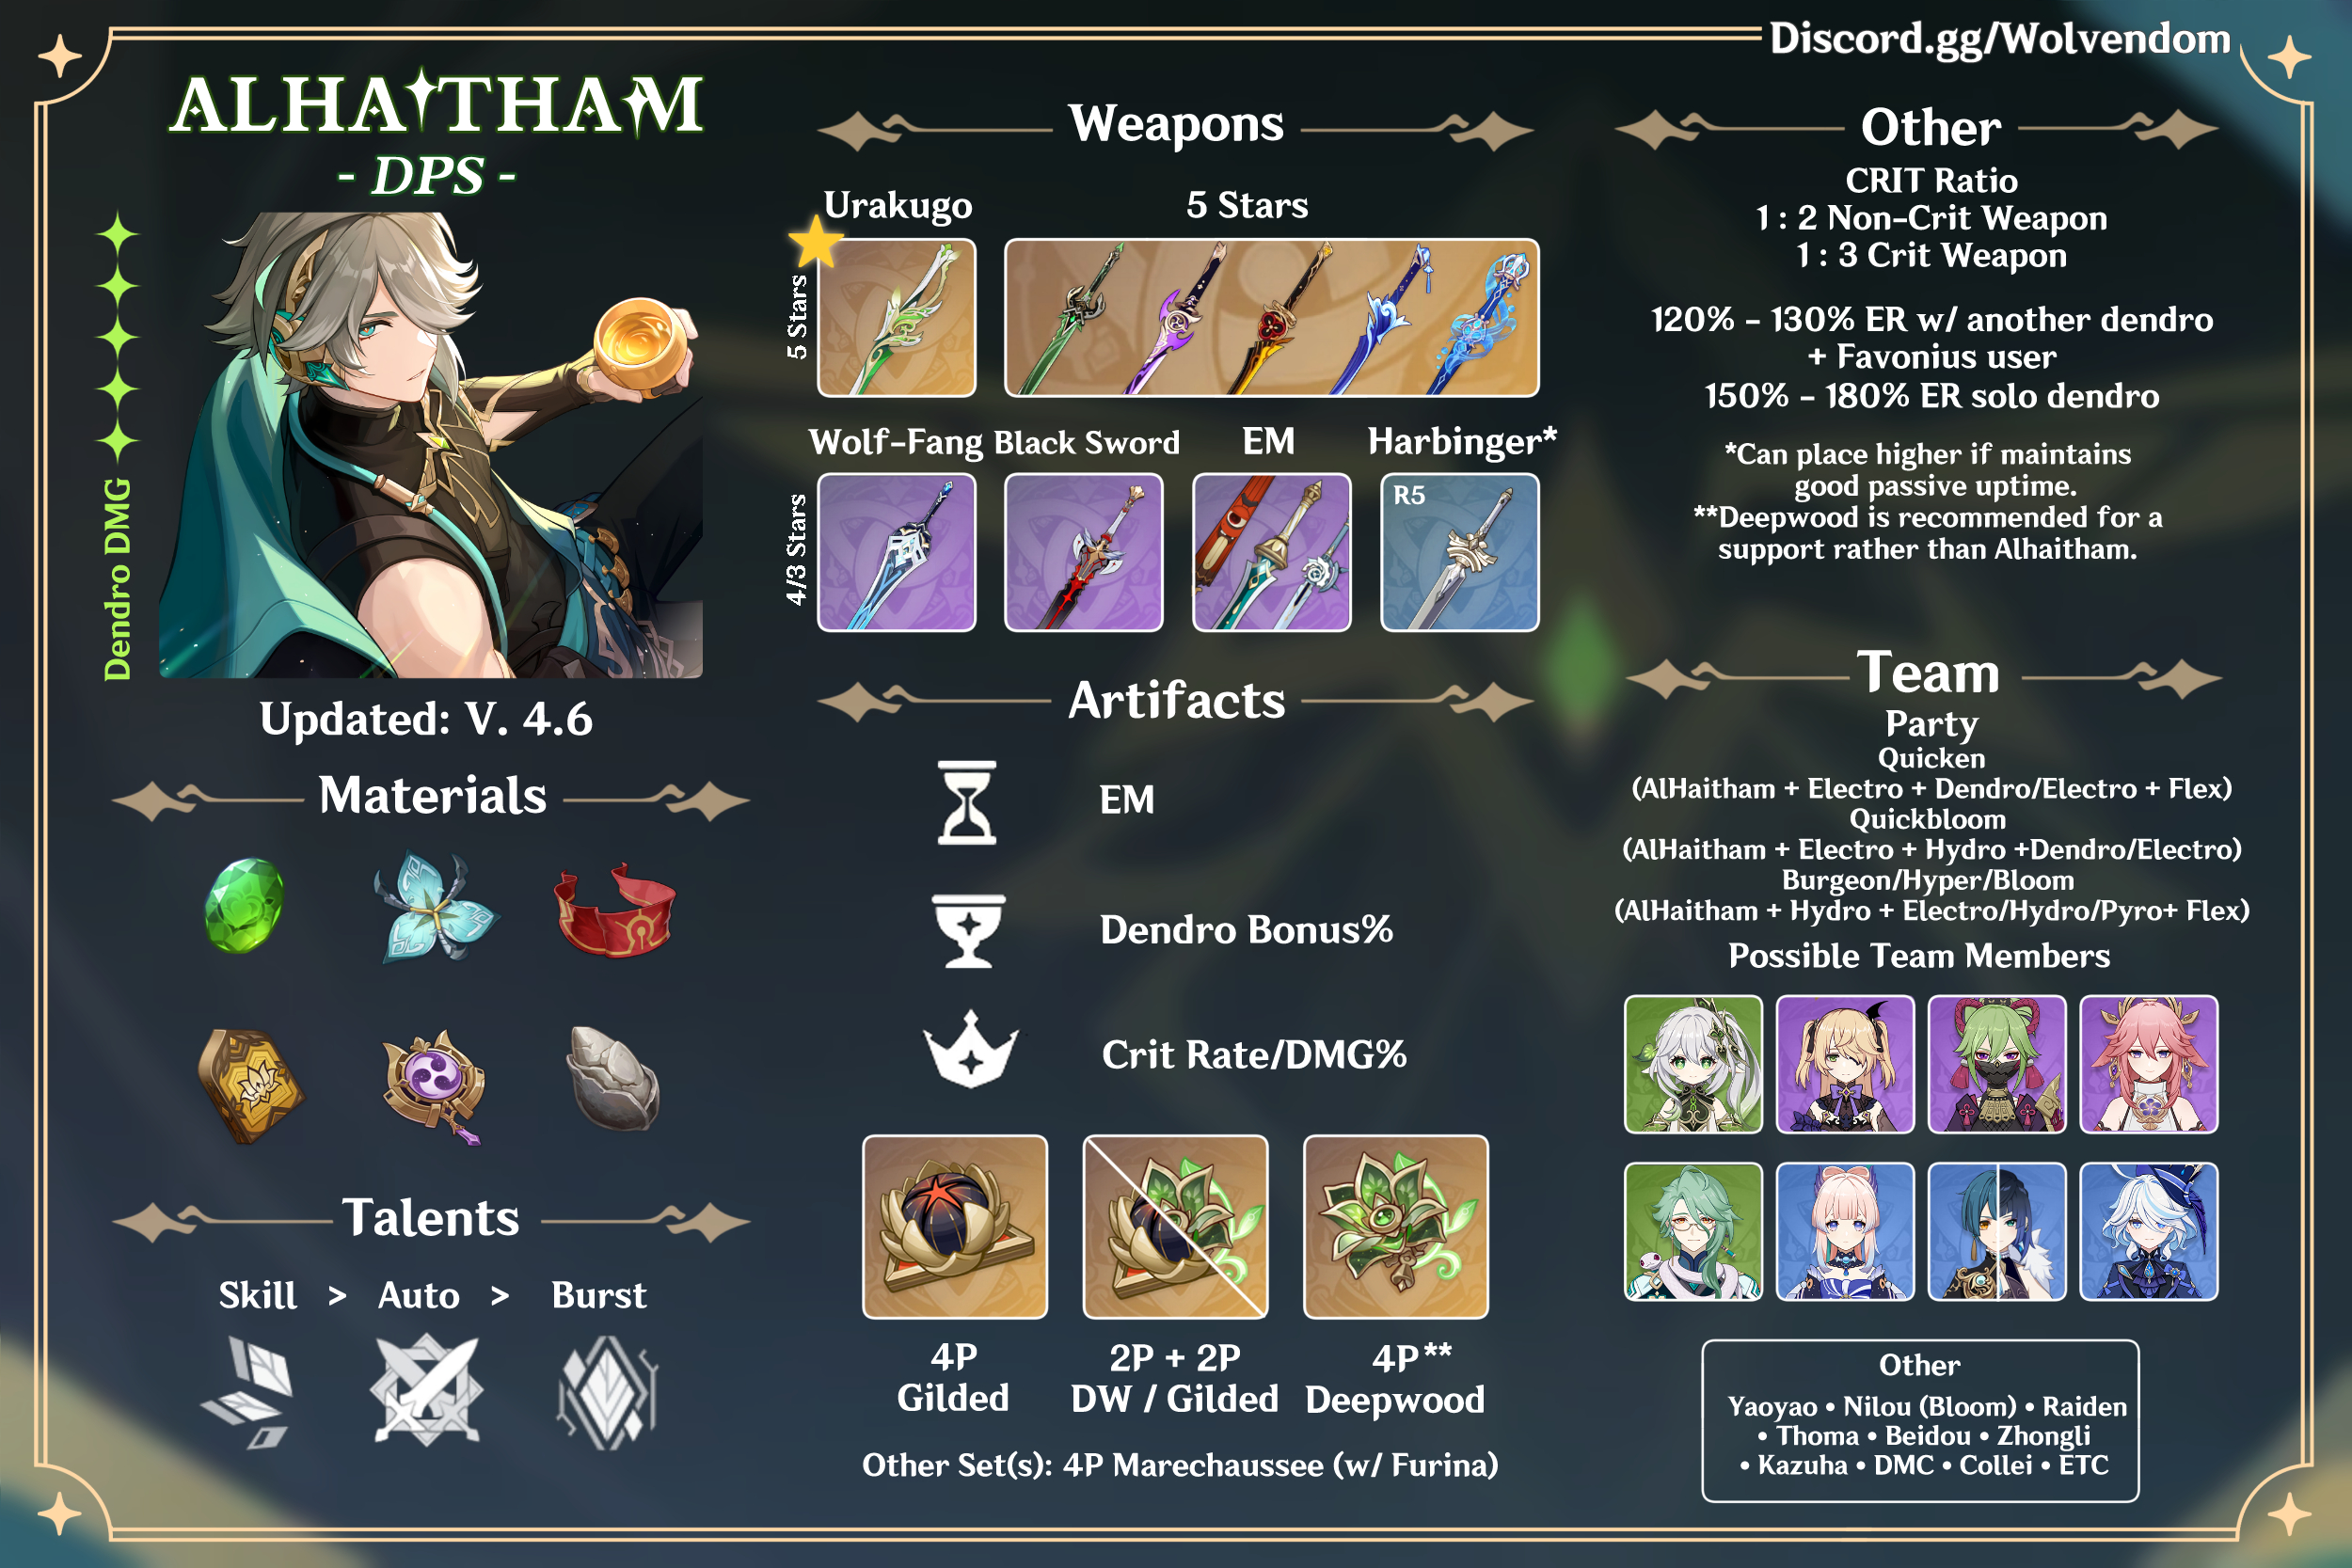 Discord.gg/Wolvendom
ALHAITHAM
- DPS -
Dendro DMG
Updated: V. 4.6
Materials
Talents
Skill > Auto > Burst
Weapons
Urakugo
5 Stars
5 Stars
Wolf-Fang
Black Sword
EM
Harbinger*
4/3 Stars
R5
Artifacts
EM
Dendro Bonus%
Crit Rate/DMG%
4P
Gilded
2P + 2P
DW / Gilded
4P**
Deepwood
Other Set(s): 4P Marechaussee (w/ Furina)
Other
CRIT Ratio
1 : 2 Non-Crit Weapon
1 : 3 Crit Weapon
120% - 130% ER w/ another dendro
+ Favonius user
150% - 180% ER solo dendro
*Can place higher if maintains
good passive uptime.
**Deepwood is recommended for a
support rather than Alhaitham.
Team
Party
Quicken
(AlHaitham + Electro + Dendro/Electro + Flex)
Quickbloom
(AlHaitham + Electro + Hydro +Dendro/Electro)
Burgeon/Hyper/Bloom
(AlHaitham + Hydro + Electro/Hydro/Pyro+ Flex)
Possible Team Members
Other
Yaoyao • Nilou (Bloom) • Raiden
• Thoma • Beidou • Zhongli
• Kazuha • DMC • Collei • ETC